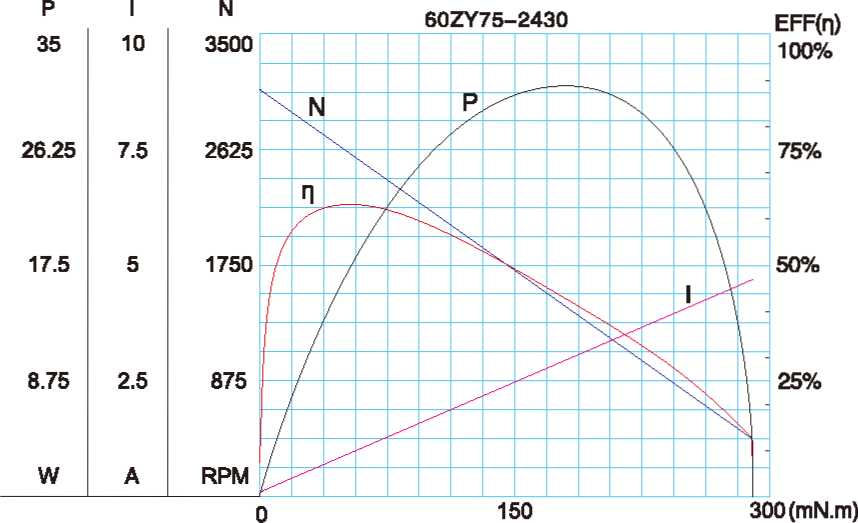 P I N 60ZY75-2430 EFF(η)
35 10 3500 100%
N P
26.25 7.5 2625 75%
η
17.5 5 1750 50%
I
8.75 2.5 875 25%
W A RPM
0 150 300 (mN.m)